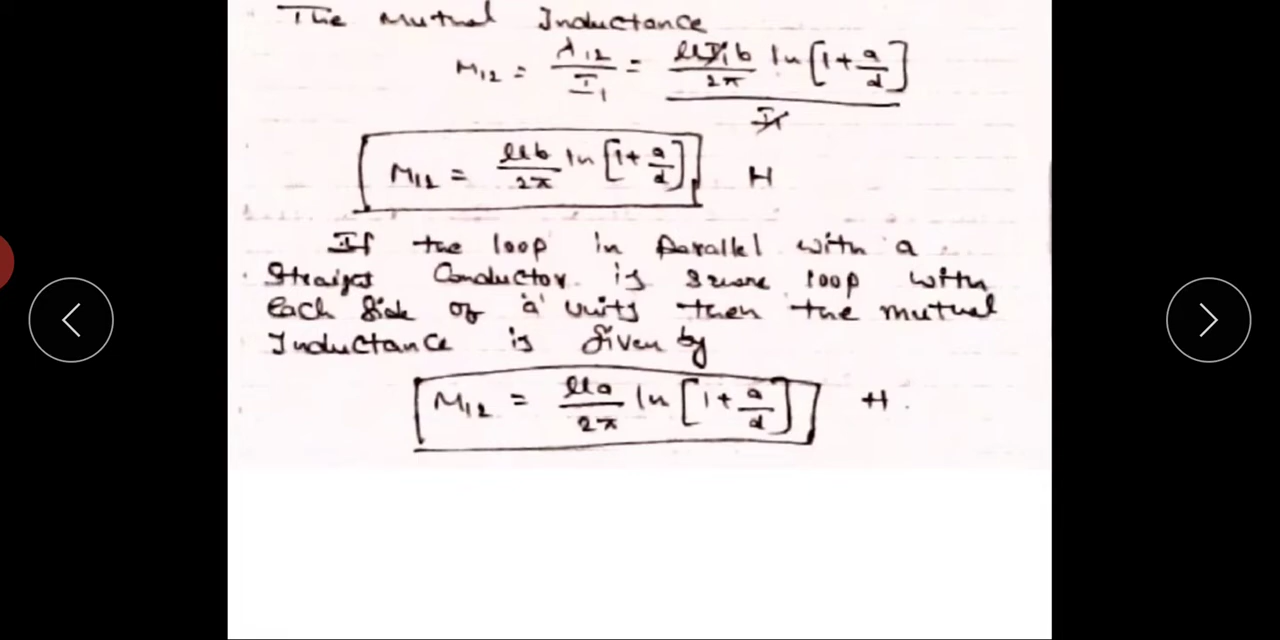 The Mutual Inductance
M12 = λ12/I1 = μI1b/2π ln[1+a/d]/I1
M12 = μb/2π ln[1+a/d] H
If the loop in Parallel with a
Straigt Conductor is square loop with
each side of 'a' units then the mutual
Inductance is given by
M12 = μa/2π ln[1+a/d] H.